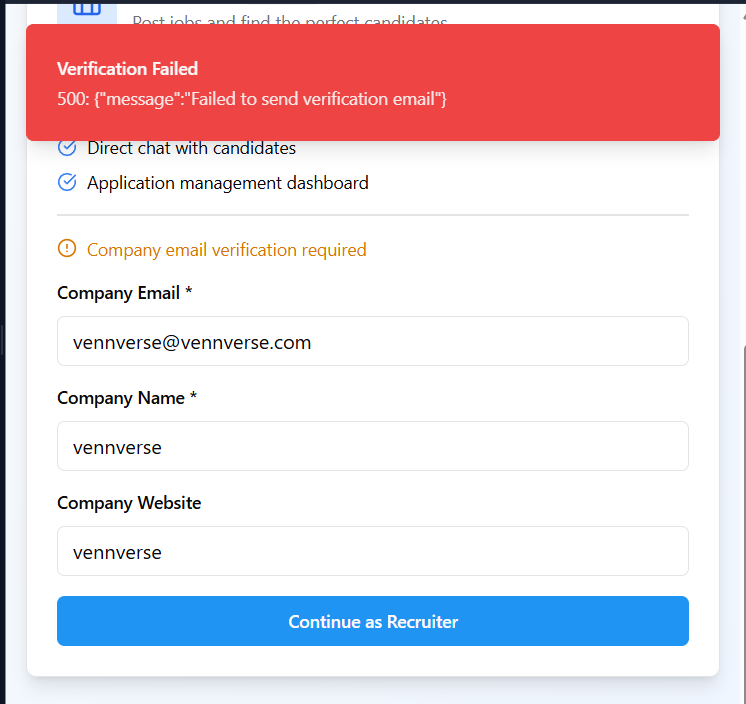 Post jobs and find the perfect candidates
Verification Failed
500: {"message":"Failed to send verification email"}
Direct chat with candidates
Application management dashboard
Company email verification required
Company Email *
vennverse@vennverse.com
Company Name *
vennverse
Company Website
vennverse
Continue as Recruiter